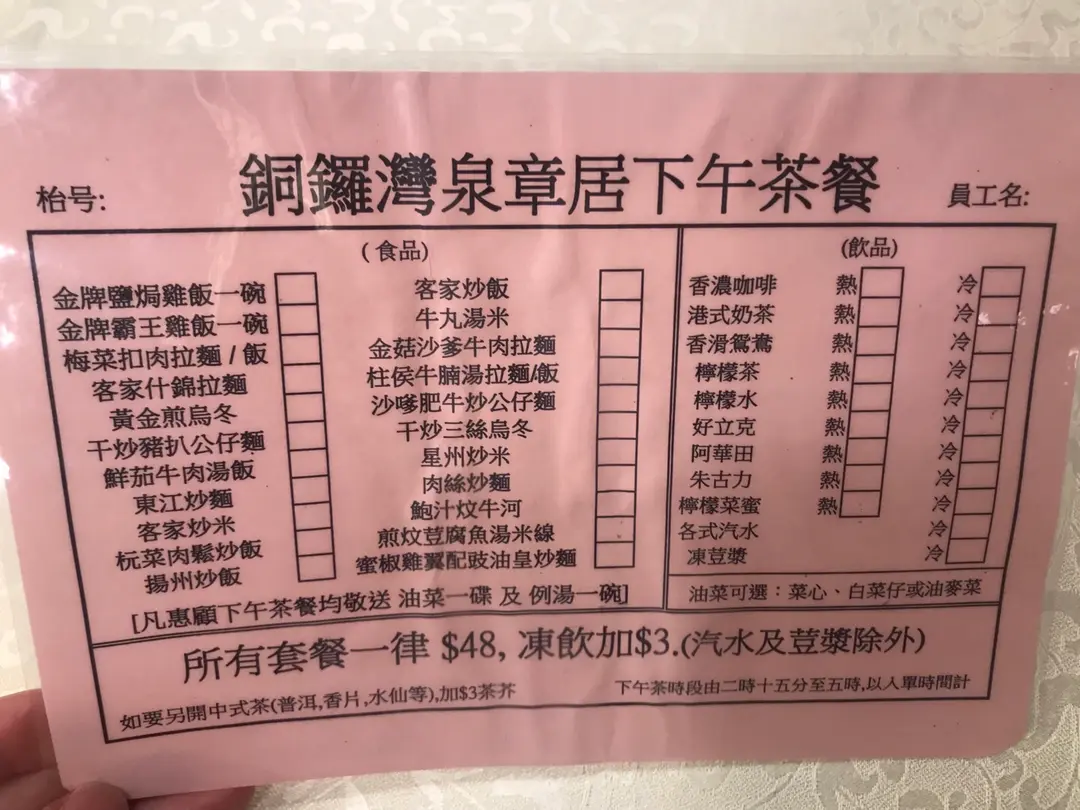 銅鑼灣泉章居下午茶餐
枱号:
員工名:
(食品)
金牌鹽焗雞飯一碗
金牌霸王雞飯一碗
梅菜扣肉拉麵/飯
客家什錦拉麵
黃金煎烏冬
干炒豬扒公仔麵
鮮茄牛肉湯飯
東江炒麵
客家炒米
杬菜肉鬆炒飯
揚州炒飯
客家炒飯
牛丸湯米
金菇沙爹牛肉拉麵
柱侯牛腩湯拉麵/飯
沙嗲肥牛炒公仔麵
干炒三絲烏冬
星州炒米
肉絲炒麵
鮑汁炆牛河
煎炆荳腐魚湯米線
蜜椒雞翼配豉油皇炒麵
[凡惠顧下午茶餐均敬送 油菜一碟 及 例湯一碗]
(飲品)
香濃咖啡 熱 冷
港式奶茶 熱 冷
香滑鴛鴦 熱 冷
檸檬茶 熱 冷
檸檬水 熱 冷
好立克 熱 冷
阿華田 熱 冷
朱古力 熱 冷
檸檬菜蜜 熱 冷
各式汽水 冷
凍荳漿 冷
油菜可選：菜心、白菜仔或油麥菜
所有套餐一律 $48, 凍飲加$3.(汽水及荳漿除外)
如要另開中式茶(普洱,香片,水仙等),加$3茶芥
下午茶時段由二時十五分至五時,以入單時間計